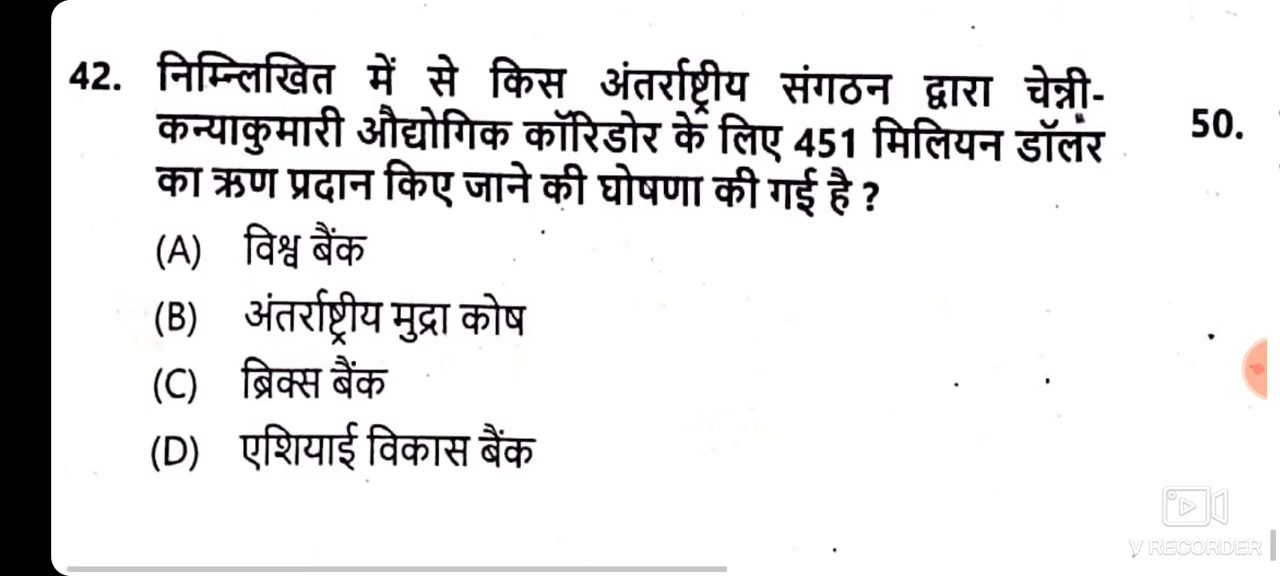 42. निम्न्लिखित में से किस अंतर्राष्ट्रीय संगठन द्वारा चेन्नी-
कन्याकुमारी औद्योगिक कॉरिडोर के लिए 451 मिलियन डॉलर
का ऋण प्रदान किए जाने की घोषणा की गई है ?
(A) विश्व बैंक
(B) अंतर्राष्ट्रीय मुद्रा कोष
(C) ब्रिक्स बैंक
(D) एशियाई विकास बैंक
50.
V RECORDER